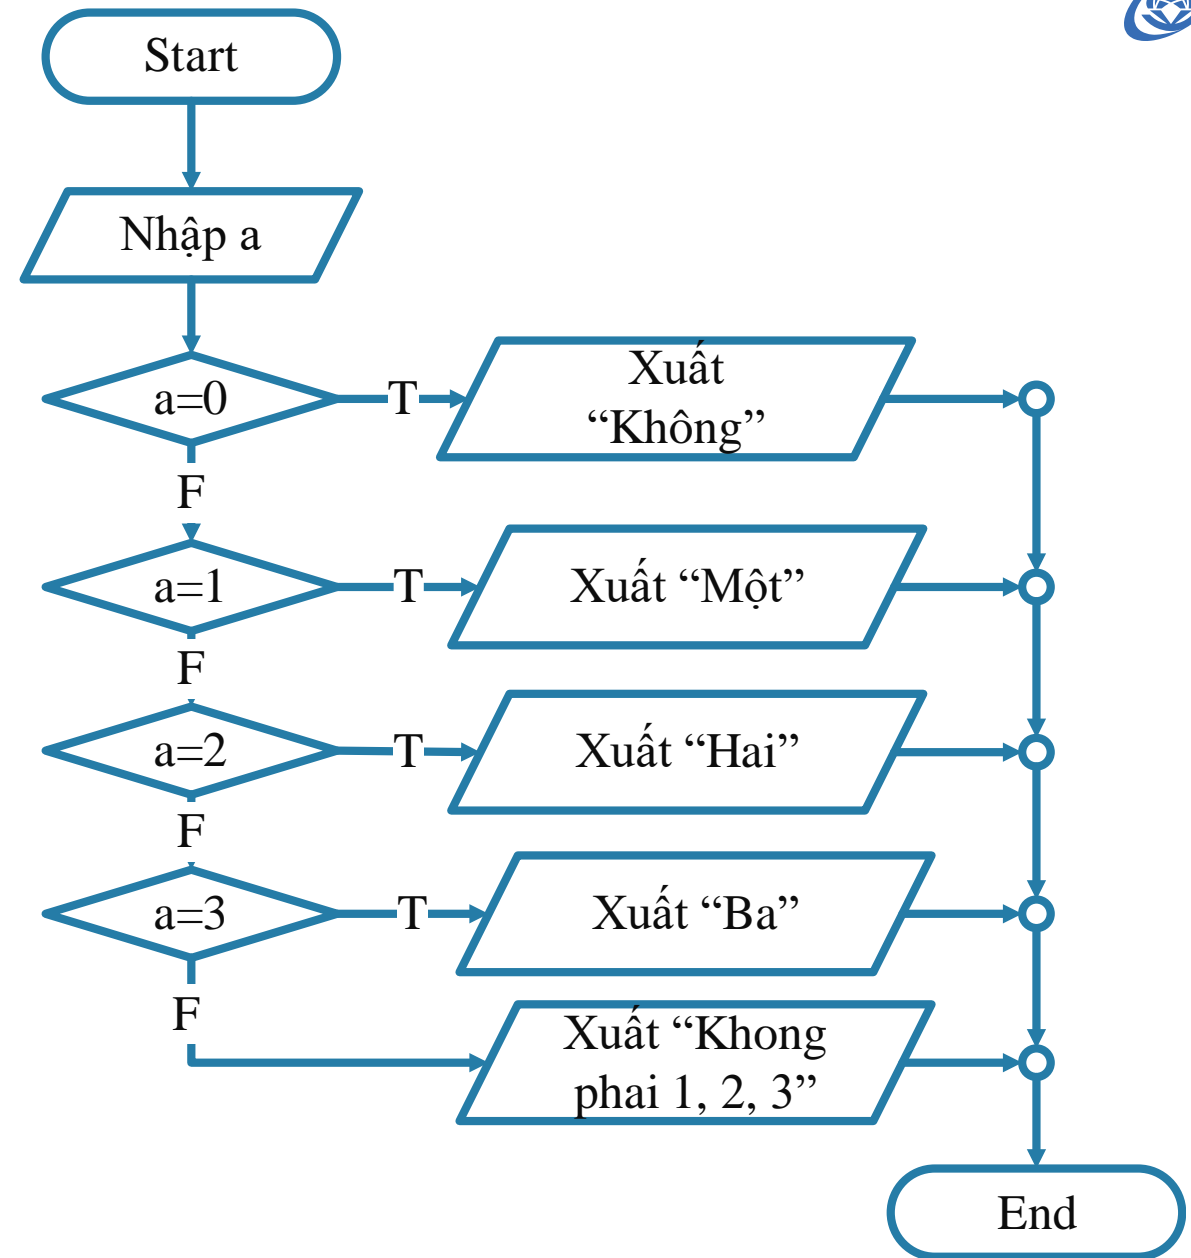 Start
Nhập a
a=0
T
Xuất
“Không”
F
a=1
T
Xuất “Một”
F
a=2
T
Xuất “Hai”
F
a=3
T
Xuất “Ba”
F
Xuất “Khong
phai 1, 2, 3”
End